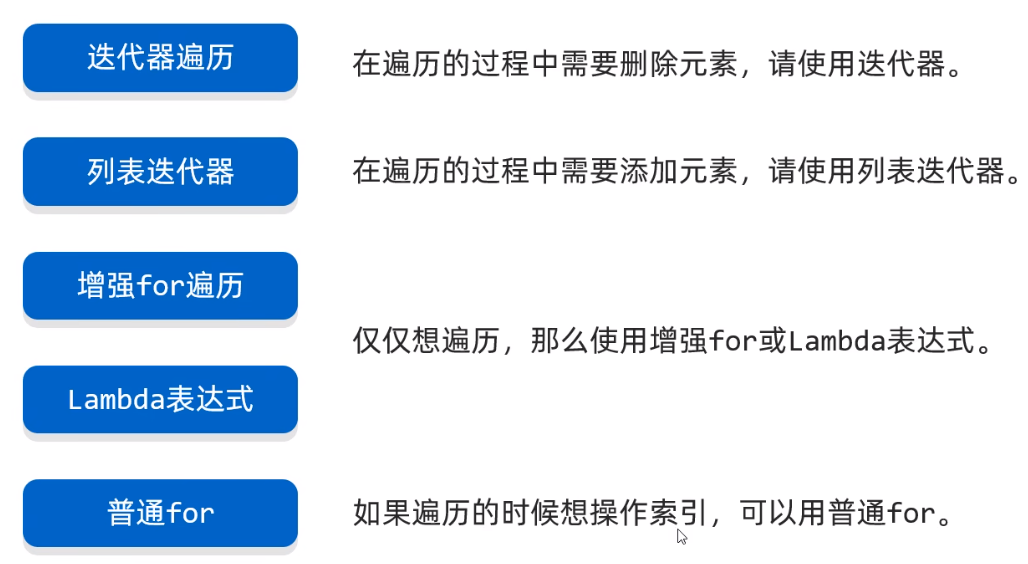 迭代器遍历
在遍历的过程中需要删除元素，请使用迭代器。
列表迭代器
在遍历的过程中需要添加元素，请使用列表迭代器。
增强for遍历
仅仅想遍历，那么使用增强for或Lambda表达式。
Lambda表达式
普通for
如果遍历的时候想操作索引，可以用普通for。